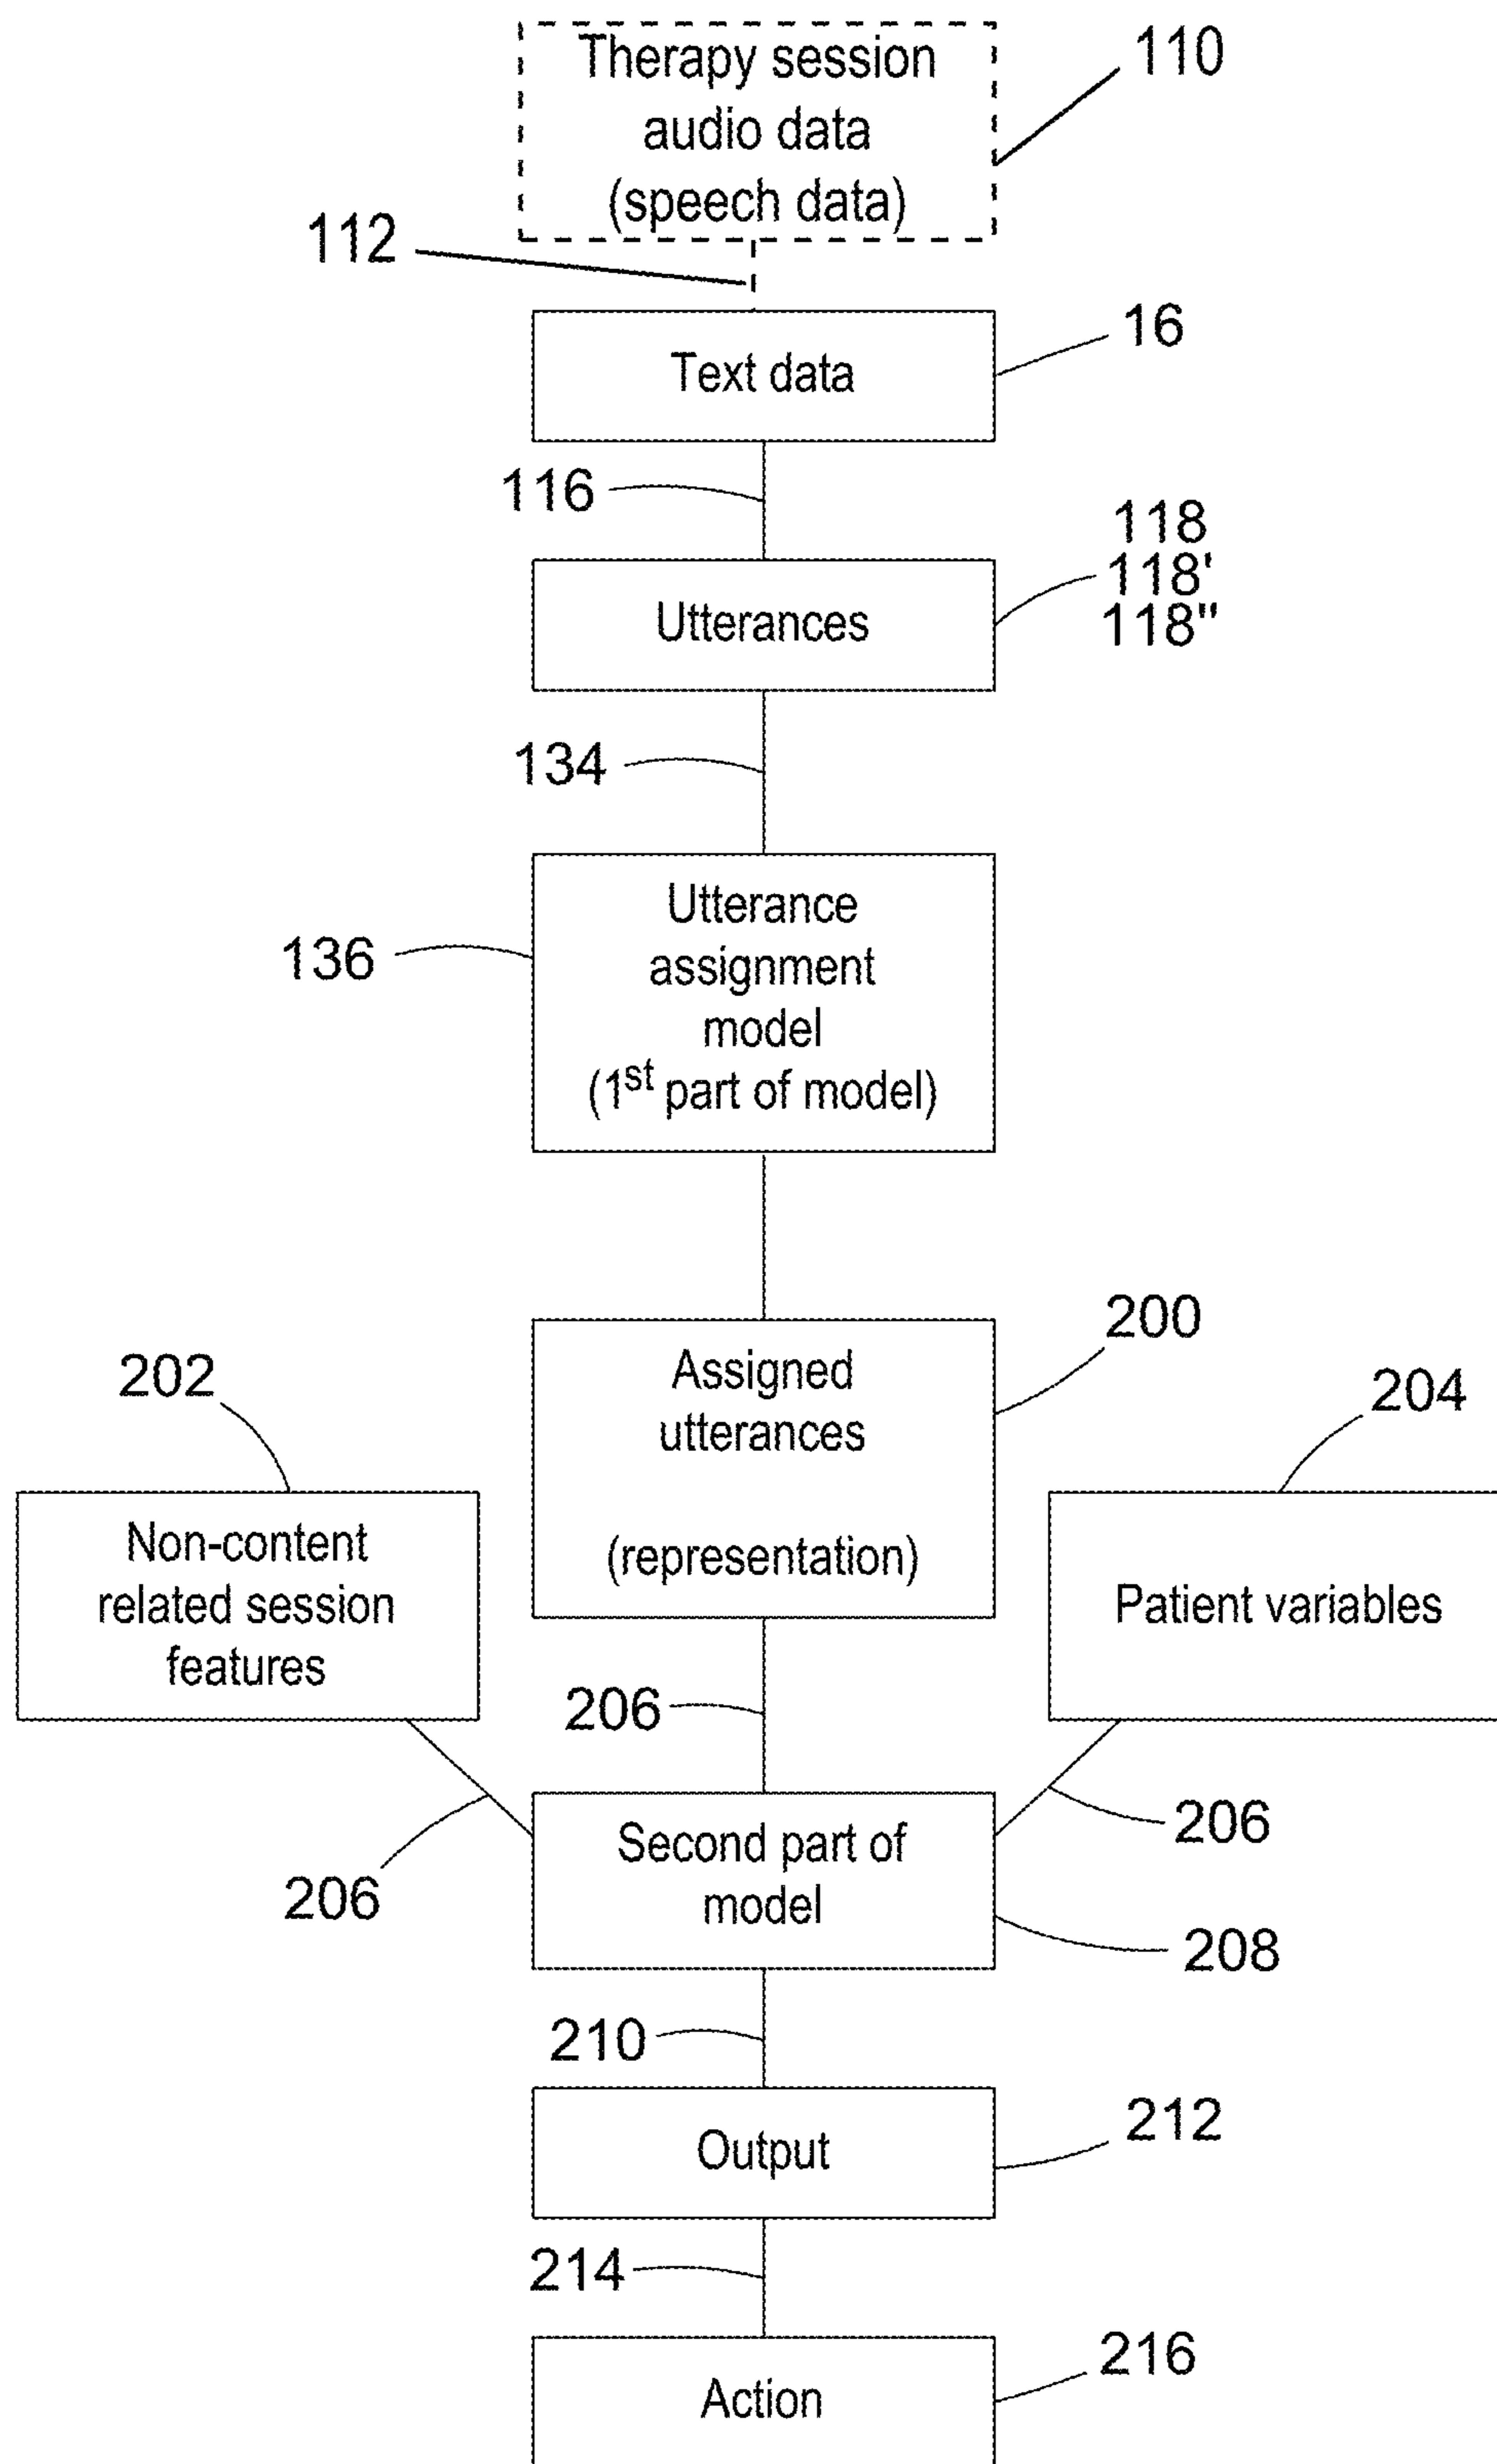 Therapy session
audio data
(speech data)
110
112
Text data
16
116
Utterances
118
118'
118"
134
Utterance
assignment
model
(1st part of model)
136
Assigned
utterances
(representation)
200
202
Non-content
related session
features
204
Patient variables
206
206
206
Second part of
model
208
210
Output
212
214
Action
216